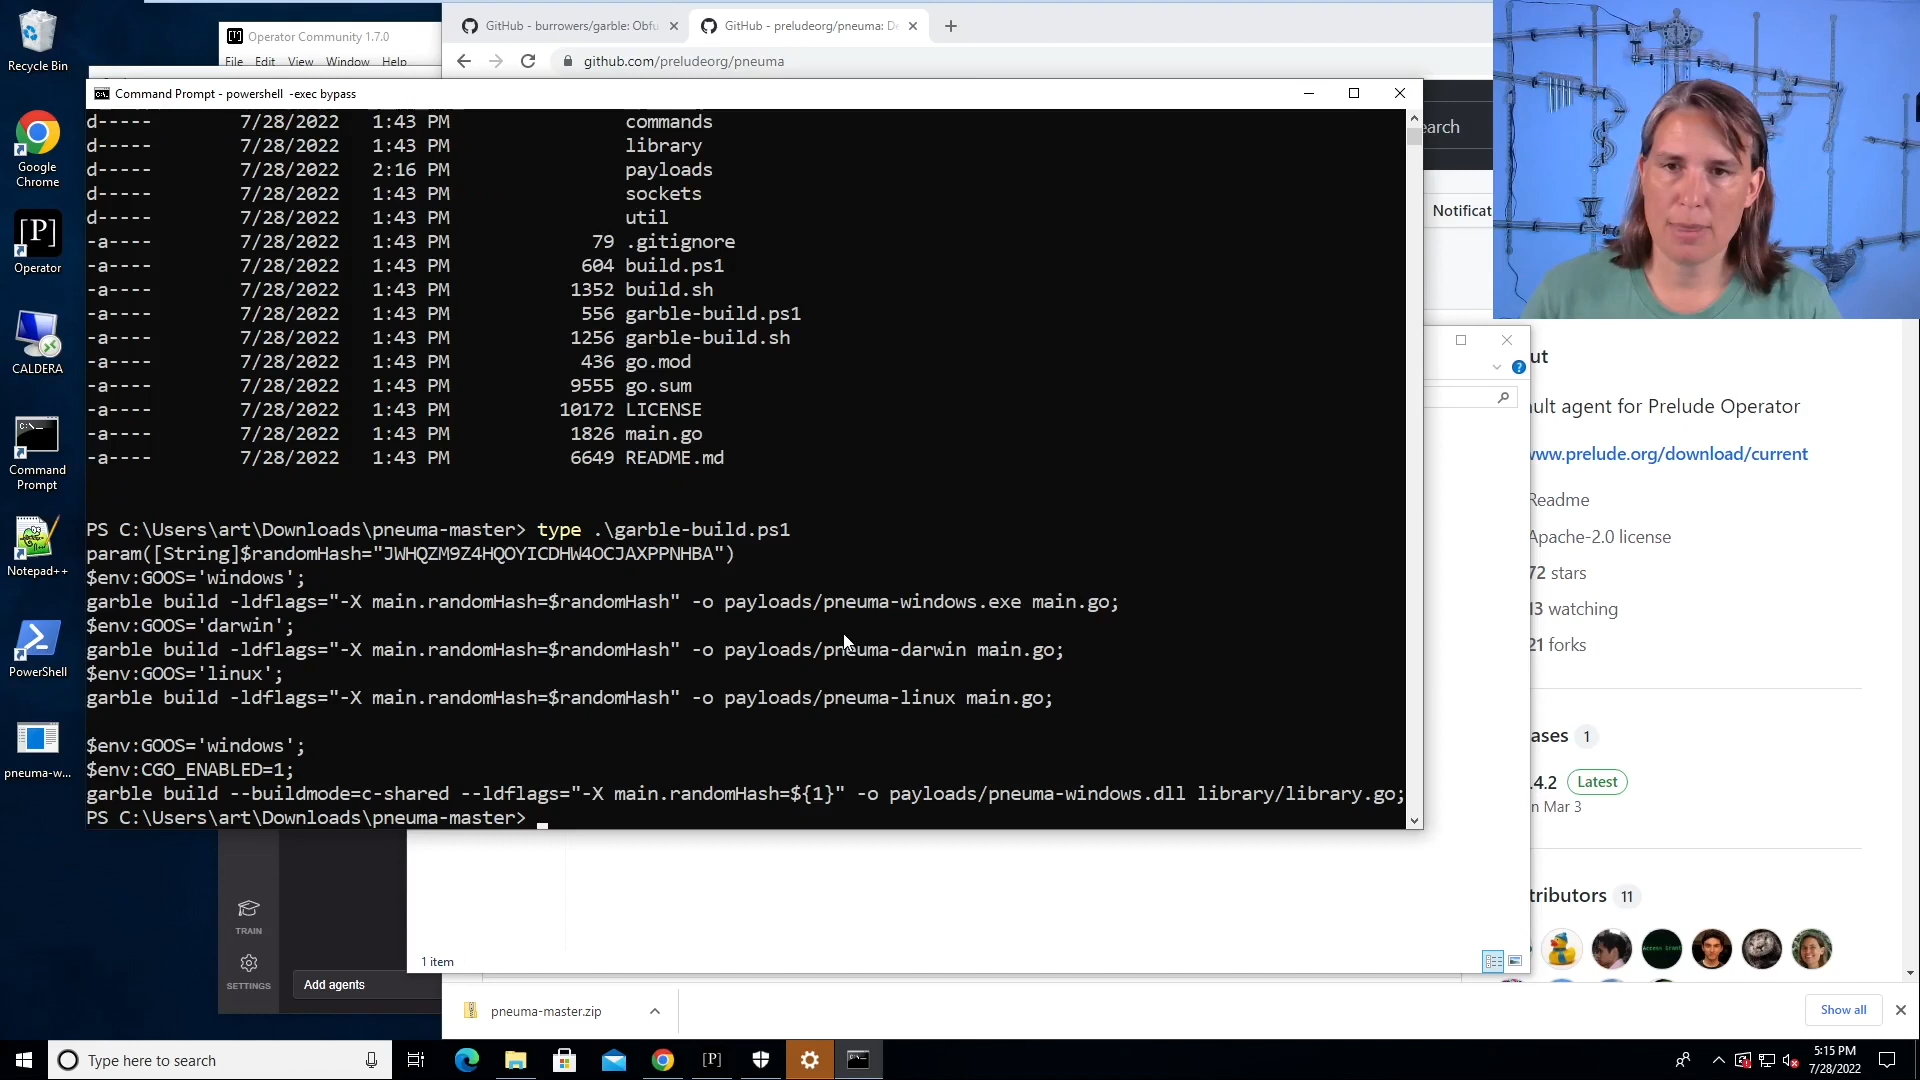 Recycle Bin
Google
Chrome
Operator
CALDERA
Command
Prompt
Notepad++
PowerShell
pneuma-w...
Operator Community 1.7.0
File Edit View Window Help
GitHub - burrowers/garble: Obfu
GitHub - preludeorg/pneuma: De
github.com/preludeorg/pneuma
Command Prompt - powershell -exec bypass
d----- 7/28/2022 1:43 PM commands
d----- 7/28/2022 1:43 PM library
d----- 7/28/2022 2:16 PM payloads
d----- 7/28/2022 1:43 PM sockets
d----- 7/28/2022 1:43 PM util
-a---- 7/28/2022 1:43 PM 79 .gitignore
-a---- 7/28/2022 1:43 PM 604 build.ps1
-a---- 7/28/2022 1:43 PM 1352 build.sh
-a---- 7/28/2022 1:43 PM 556 garble-build.ps1
-a---- 7/28/2022 1:43 PM 1256 garble-build.sh
-a---- 7/28/2022 1:43 PM 436 go.mod
-a---- 7/28/2022 1:43 PM 9555 go.sum
-a---- 7/28/2022 1:43 PM 10172 LICENSE
-a---- 7/28/2022 1:43 PM 1826 main.go
-a---- 7/28/2022 1:43 PM 6649 README.md
PS C:\Users\art\Downloads\pneuma-master> type .\garble-build.ps1
param([String]$randomHash="JWHQZM9Z4HQOYICDHW4OCJAXPPNHBA")
$env:GOOS='windows';
garble build -ldflags="-X main.randomHash=$randomHash" -o payloads/pneuma-windows.exe main.go;
$env:GOOS='darwin';
garble build -ldflags="-X main.randomHash=$randomHash" -o payloads/pneuma-darwin main.go;
$env:GOOS='linux';
garble build -ldflags="-X main.randomHash=$randomHash" -o payloads/pneuma-linux main.go;
$env:GOOS='windows';
$env:CGO_ENABLED=1;
garble build --buildmode=c-shared --ldflags="-X main.randomHash=${1}" -o payloads/pneuma-windows.dll library/library.go;
PS C:\Users\art\Downloads\pneuma-master>
earch
Notificat
ut
ult agent for Prelude Operator
www.prelude.org/download/current
Readme
Apache-2.0 license
72 stars
13 watching
21 forks
ases 1
.4.2 Latest
n Mar 3
tributors 11
TRAIN
SETTINGS
Add agents
1 item
pneuma-master.zip
Show all
Type here to search
5:15 PM
7/28/2022